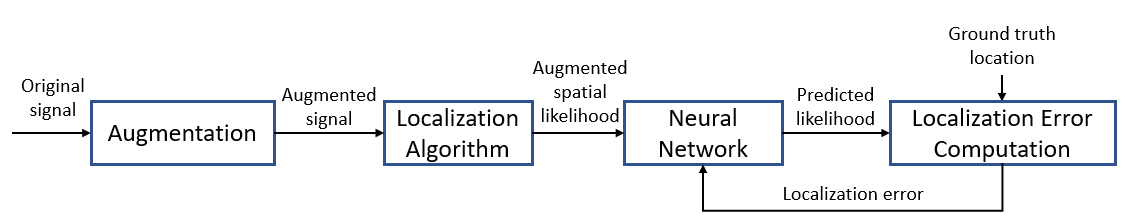 Original
signal
Augmentation
Augmented
signal
Localization
Algorithm
Augmented
spatial
likelihood
Neural
Network
Predicted
likelihood
Ground truth
location
Localization Error
Computation
Localization error